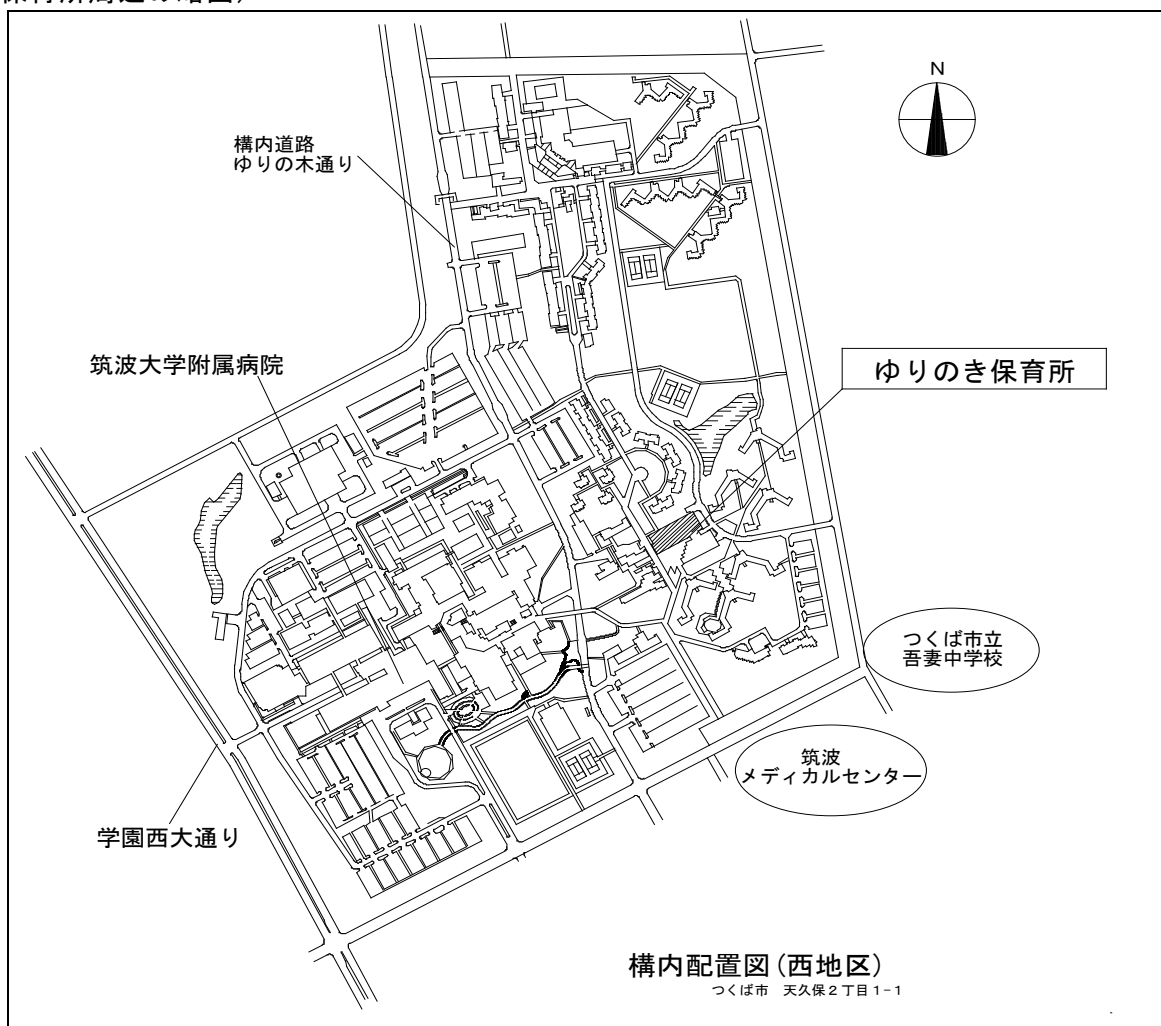 保育所周辺の略図)
N
構内道路
ゆりの木通り
筑波大学附属病院
ゆりのき保育所
つくば市立
吾妻中学校
筑波
メディカルセンター
学園西大通り
構内配置図(西地区)
つくば市 天久保2丁目1-1